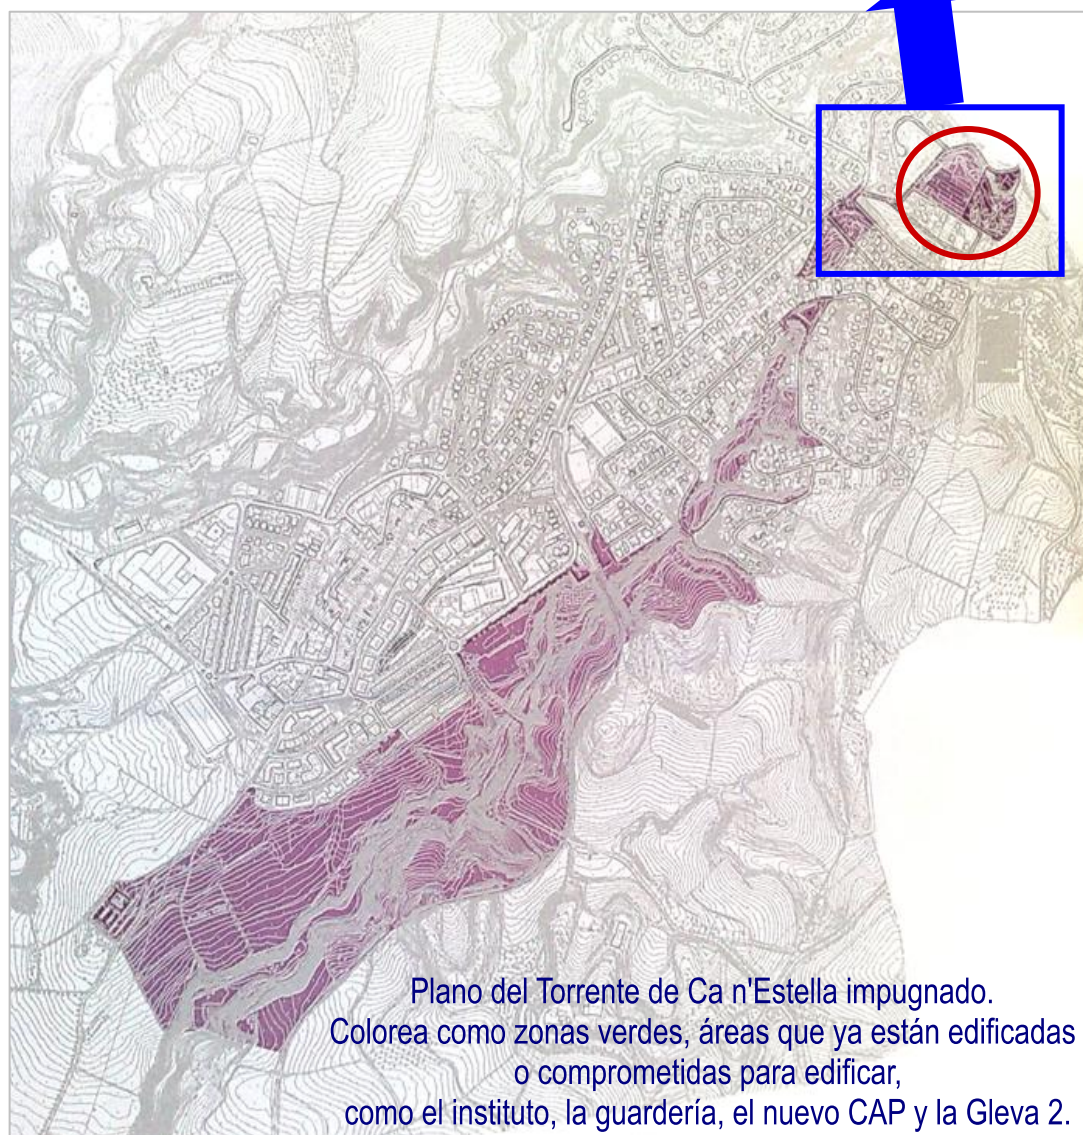 Plano del Torrente de Ca n'Estella impugnado.
Colorea como zonas verdes, áreas que ya están edificadas
o comprometidas para edificar,
como el instituto, la guardería, el nuevo CAP y la Gleva 2.